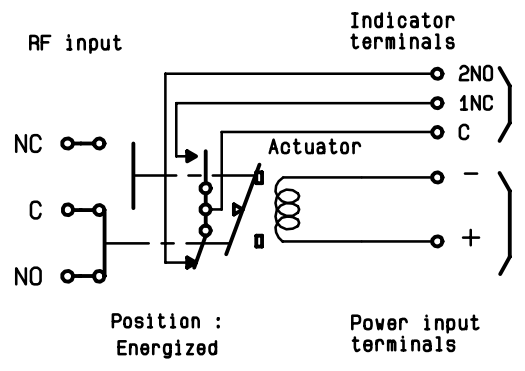 RF input
Indicator
terminals
2NO
1NC
C
NC
Actuator
−
C
+
NO
Position :
Energized
Power input
terminals